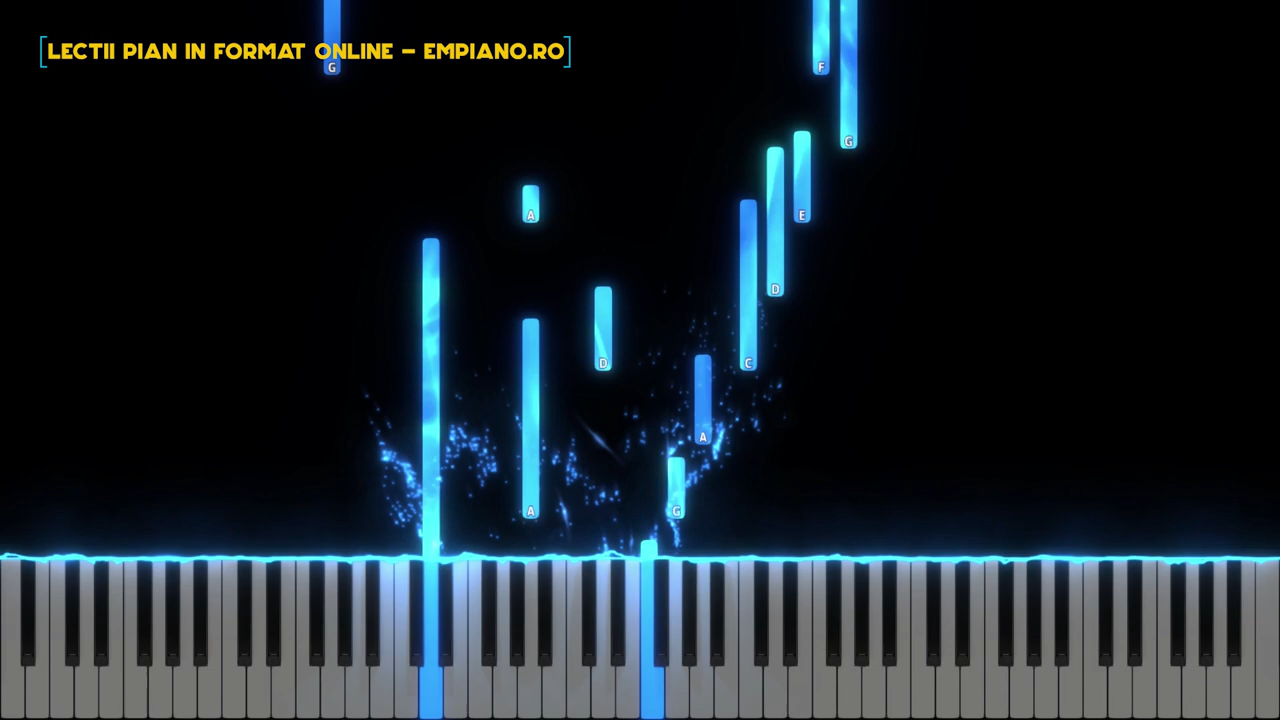 [LECTII PIAN IN FORMAT ONLINE – EMPIANO.RO]
G
F
G
A
E
D
D
C
A
A
G